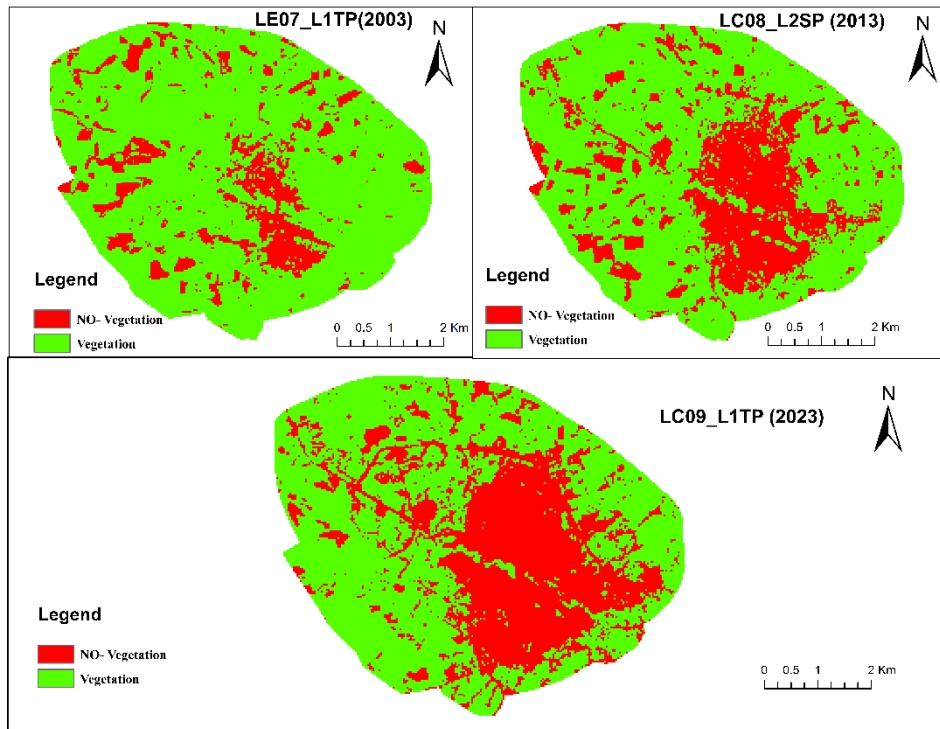 LE07_L1TP(2003)
N
Legend
NO- Vegetation
Vegetation
0 0.5 1 2 Km
LC08_L2SP (2013)
N
Legend
NO- Vegetation
Vegetation
0 0.5 1 2 Km
LC09_L1TP (2023)
N
Legend
NO- Vegetation
Vegetation
0 0.5 1 2 Km